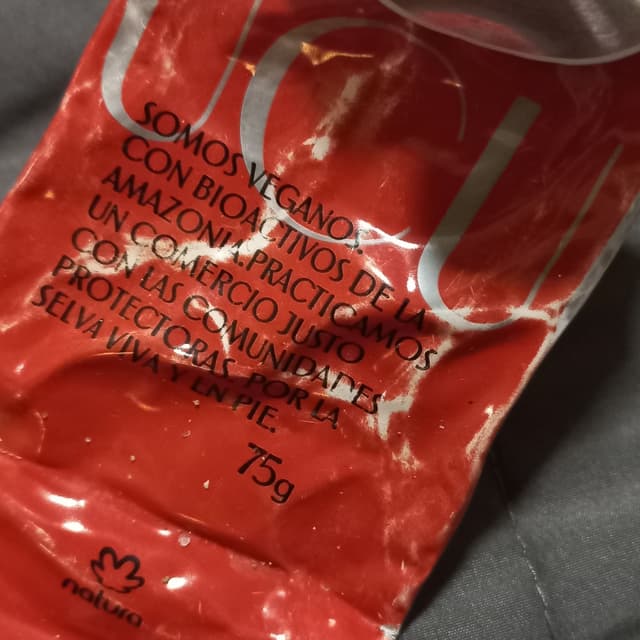 UCU
SOMOS VEGANOS,
CON BIOACTIVOS DE LA
AMAZONIA. PRACTICAMOS
UN COMERCIO JUSTO
CON LAS COMUNIDADES
PROTECTORAS, POR LA
SELVA VIVA Y EN PIE.
75g
natura